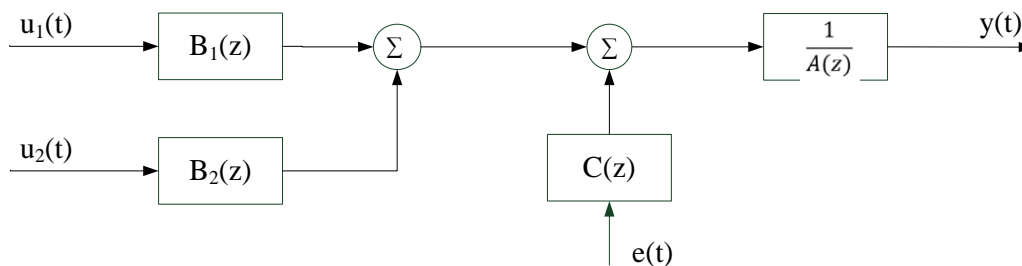 u₁(t)
B₁(z)
Σ
Σ
1
A(z)
y(t)
u₂(t)
B₂(z)
C(z)
e(t)